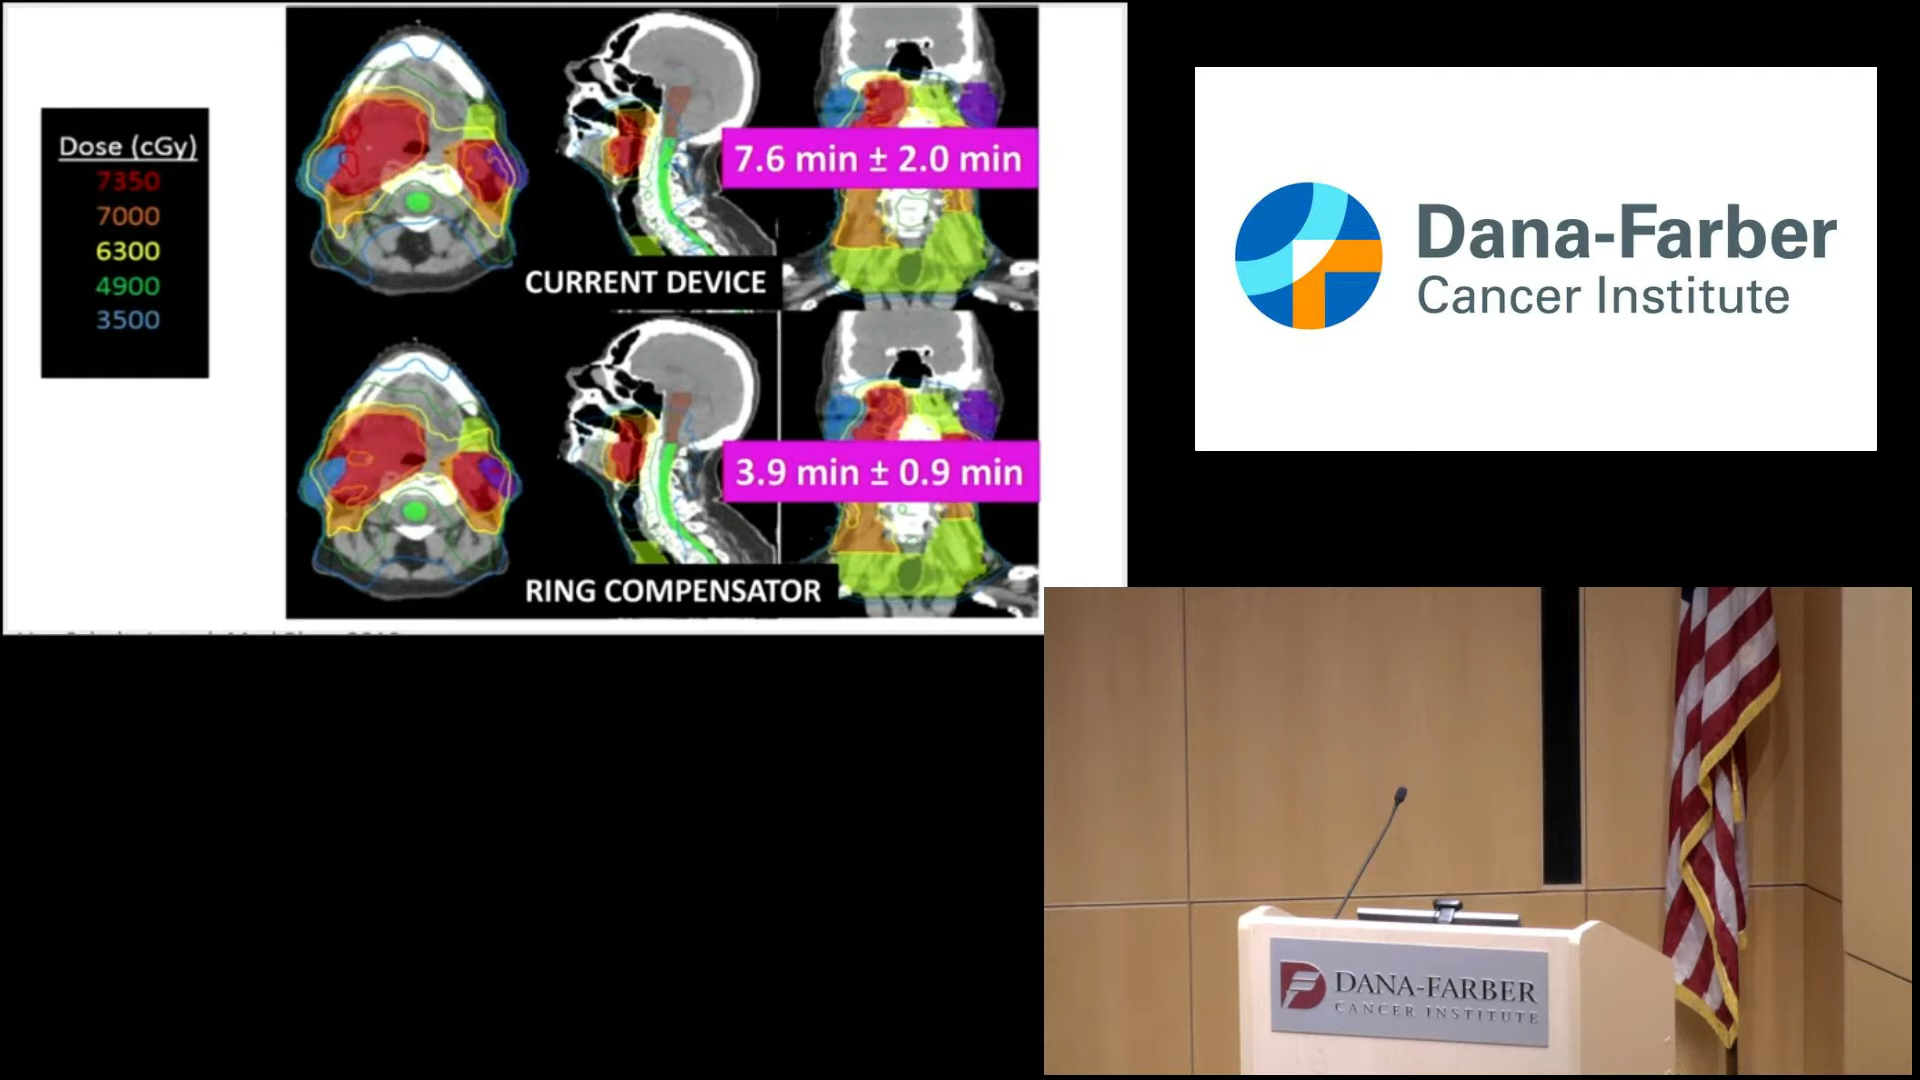 Dose (cGy)
7350
7000
6300
4900
3500
7.6 min ± 2.0 min
CURRENT DEVICE
3.9 min ± 0.9 min
RING COMPENSATOR
Dana-Farber
Cancer Institute
DANA-FARBER
CANCER INSTITUTE